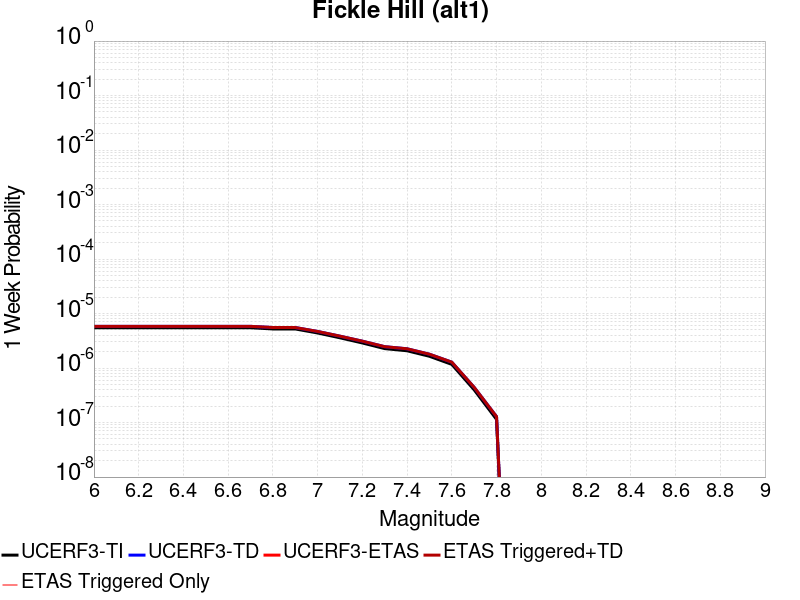 Fickle Hill (alt1)
10^0
10^-1
10^-2
10^-3
10^-4
10^-5
10^-6
10^-7
10^-8
1 Week Probability
6 6.2 6.4 6.6 6.8 7 7.2 7.4 7.6 7.8 8 8.2 8.4 8.6 8.8 9
Magnitude
UCERF3-TI UCERF3-TD UCERF3-ETAS ETAS Triggered+TD
ETAS Triggered Only